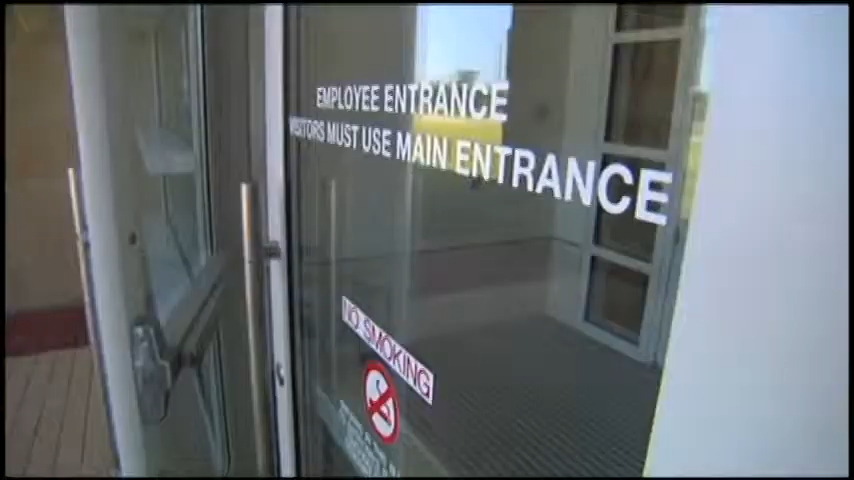 EMPLOYEE ENTRANCE
VISITORS MUST USE MAIN ENTRANCE
NO SMOKING